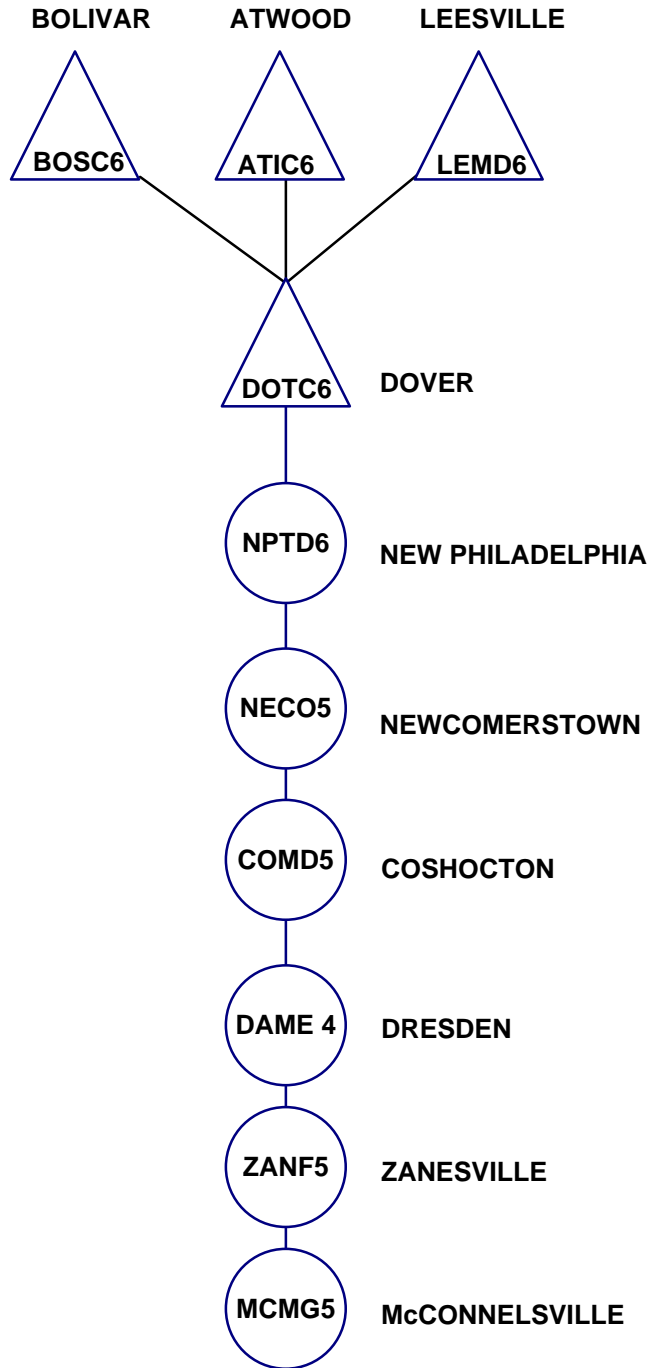 BOLIVAR ATWOOD LEESVILLE
BOSC6 ATIC6 LEMD6
DOTC6 DOVER
NPTD6 NEW PHILADELPHIA
NECO5 NEWCOMERSTOWN
COMD5 COSHOCTON
DAME 4 DRESDEN
ZANF5 ZANESVILLE
MCMG5 McCONNELSVILLE